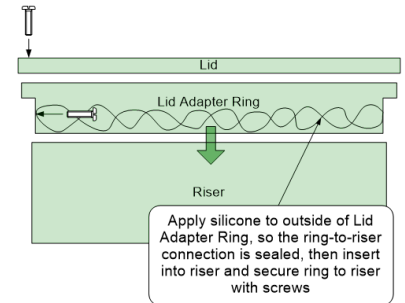 Lid
Lid Adapter Ring
Riser
Apply silicone to outside of Lid
Adapter Ring, so the ring-to-riser
connection is sealed, then insert
into riser and secure ring to riser
with screws